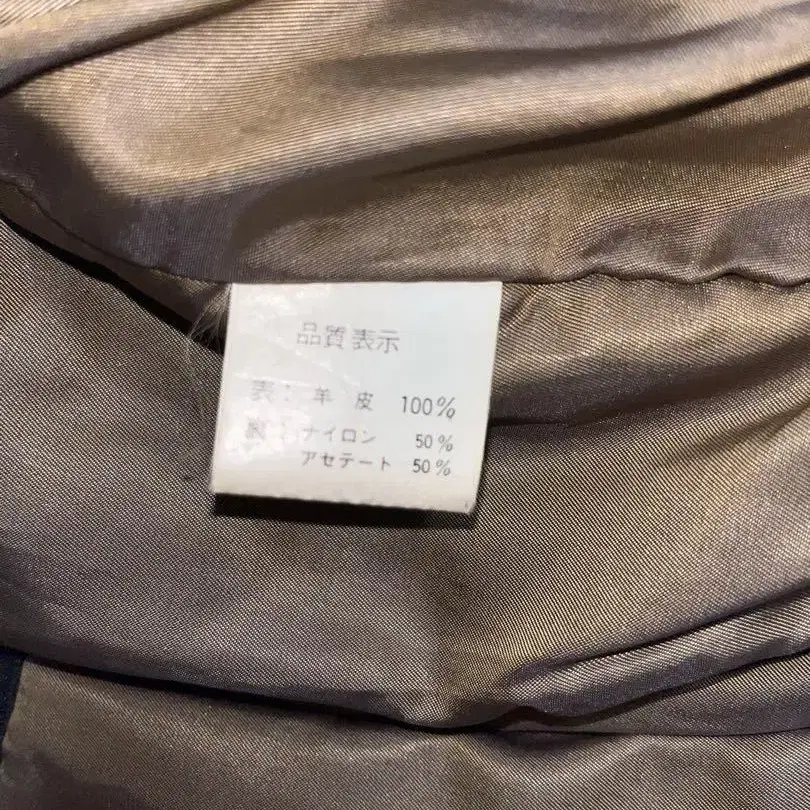 品質表示
表: 羊 皮 100%
ナイロン 50%
アセテート 50%